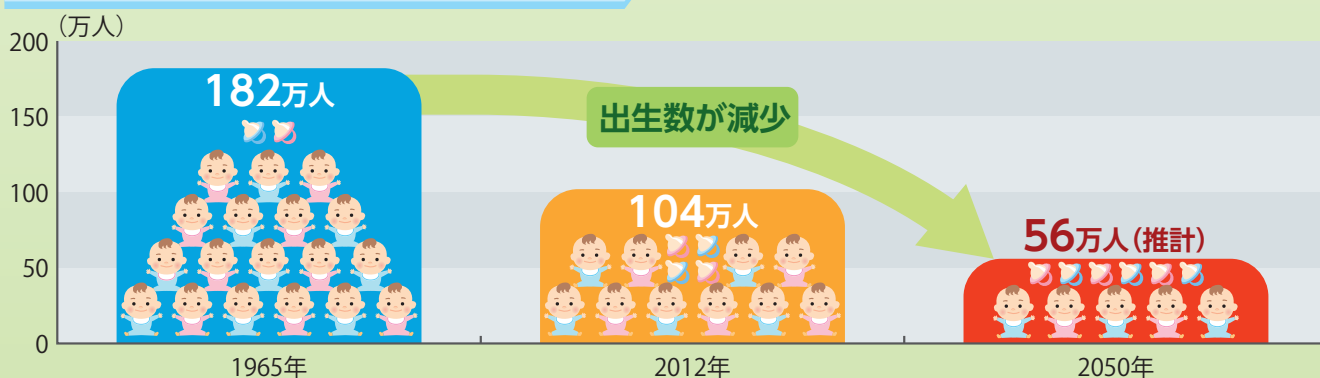 （万人）
200
150
100
50
0
182万人
出生数が減少
104万人
56万人（推計）
1965年
2012年
2050年